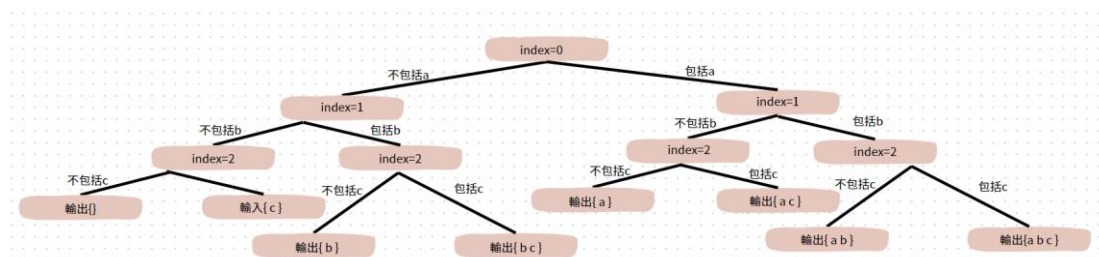 index=0
不包括a
包括a
index=1
index=1
不包括b
包括b
不包括b
包括b
index=2
index=2
index=2
index=2
不包括c
不包括c
包括c
不包括c
包括c
不包括c
包括c
輸出{}
輸入{ c }
輸出{ b }
輸出{ b c }
輸出{ a }
輸出{ a c }
輸出{ a b }
輸出{a b c }